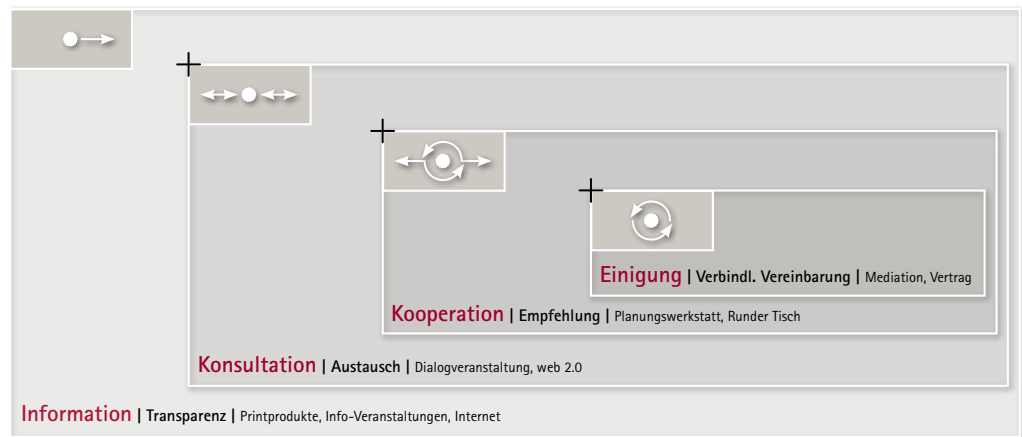 Einigung | Verbindl. Vereinbarung | Mediation, Vertrag
Kooperation | Empfehlung | Planungswerkstatt, Runder Tisch
Konsultation | Austausch | Dialogveranstaltung, web 2.0
Information | Transparenz | Printprodukte, Info-Veranstaltungen, Internet